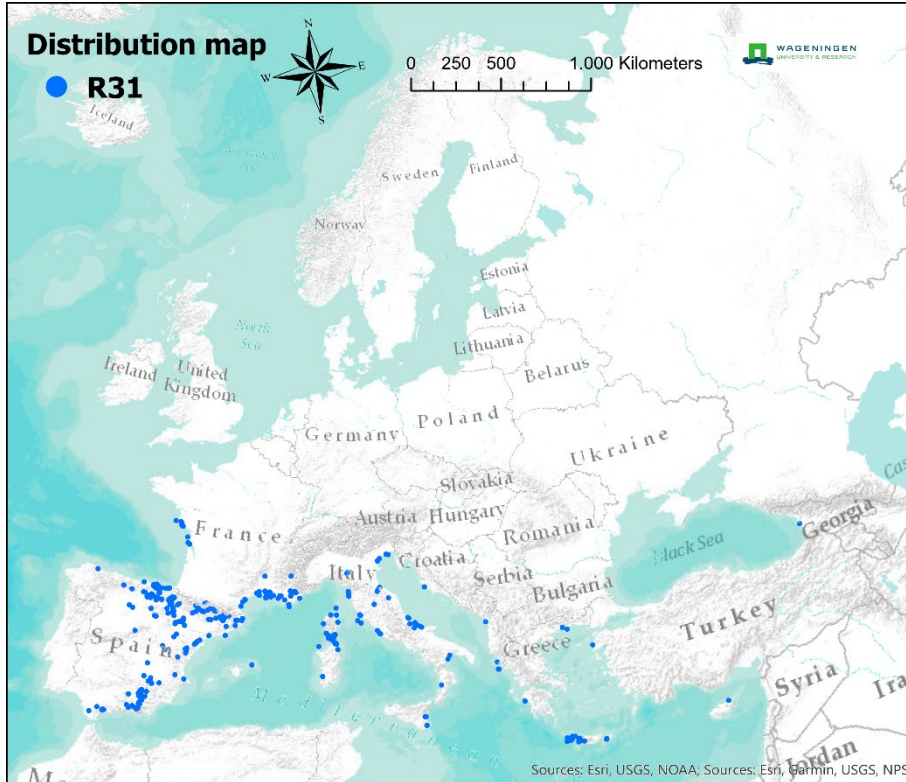 Distribution map
R31
N
W E
S
0 250 500 1.000 Kilometers
WAGENINGEN
UNIVERSITY & RESEARCH
Iceland
Sweden
Finland
Norway
Estonia
North
Sea
Latvia
Lithuania
Ireland
United
Kingdom
Belarus
Poland
Germany
Ukraine
Slovakia
Austria Hungary
France
Romania
Georgia
Italy
Croatia
Black Sea
Serbia
Bulgaria
Spain
Greece
Turkey
Mediterranean
Syria
Ira
Jordan
Sources: Esri, USGS, NOAA; Sources: Esri, Garmin, USGS, NPS